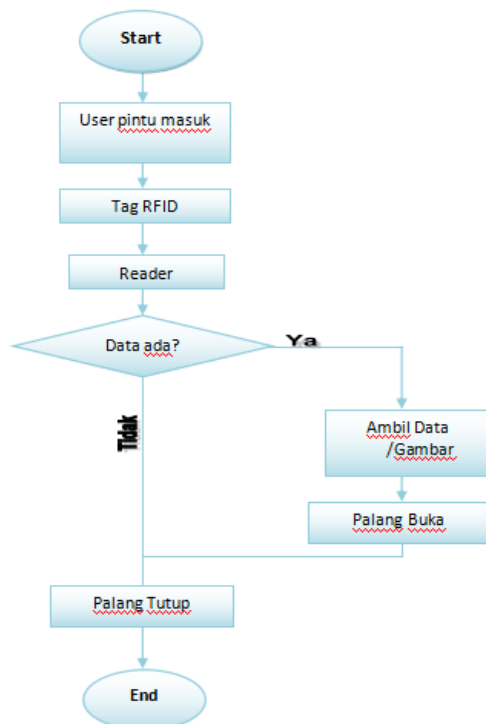 Start
User pintu masuk
Tag RFID
Reader
Data ada?
Ya
Tidak
Ambil Data
/Gambar
Palang Buka
Palang Tutup
End